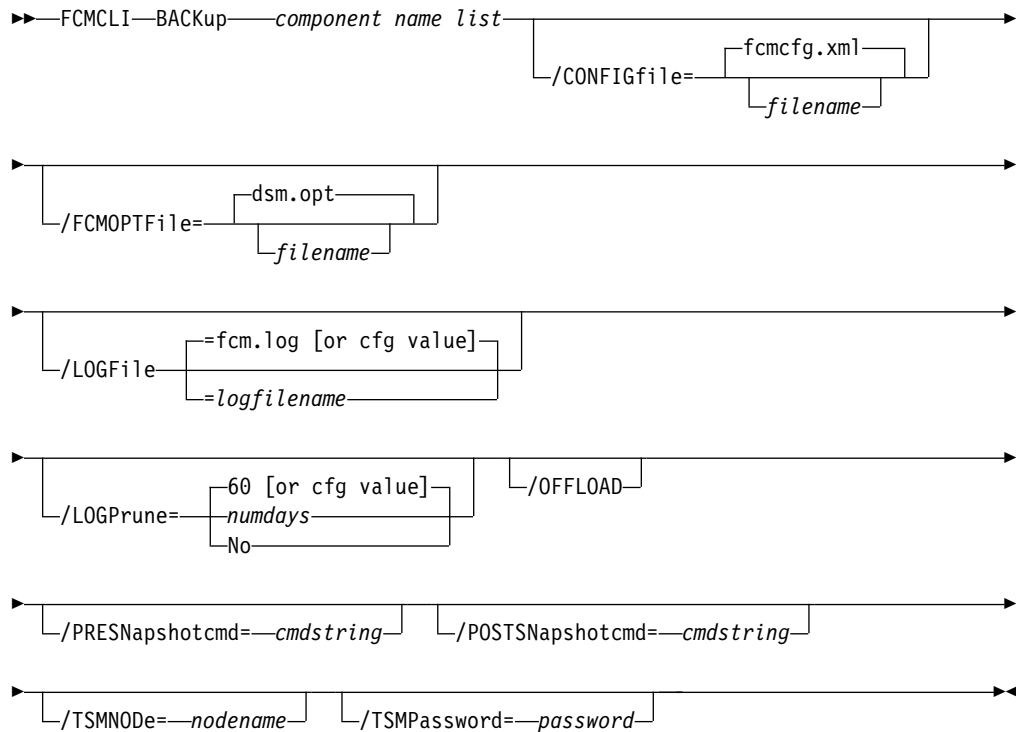 FCMCLI BACKup component name list
fcmcfg.xml
/CONFIGfile=
filename
dsm.opt
/FCMOPTFile=
filename
=fcm.log [or cfg value]
/LOGFile
=logfilename
60 [or cfg value]
/OFFLOAD
/LOGPrune= numdays
No
/PRESNapshotcmd= cmdstring /POSTSNapshotcmd= cmdstring
/TSMNODe= nodename /TSMPassword= password